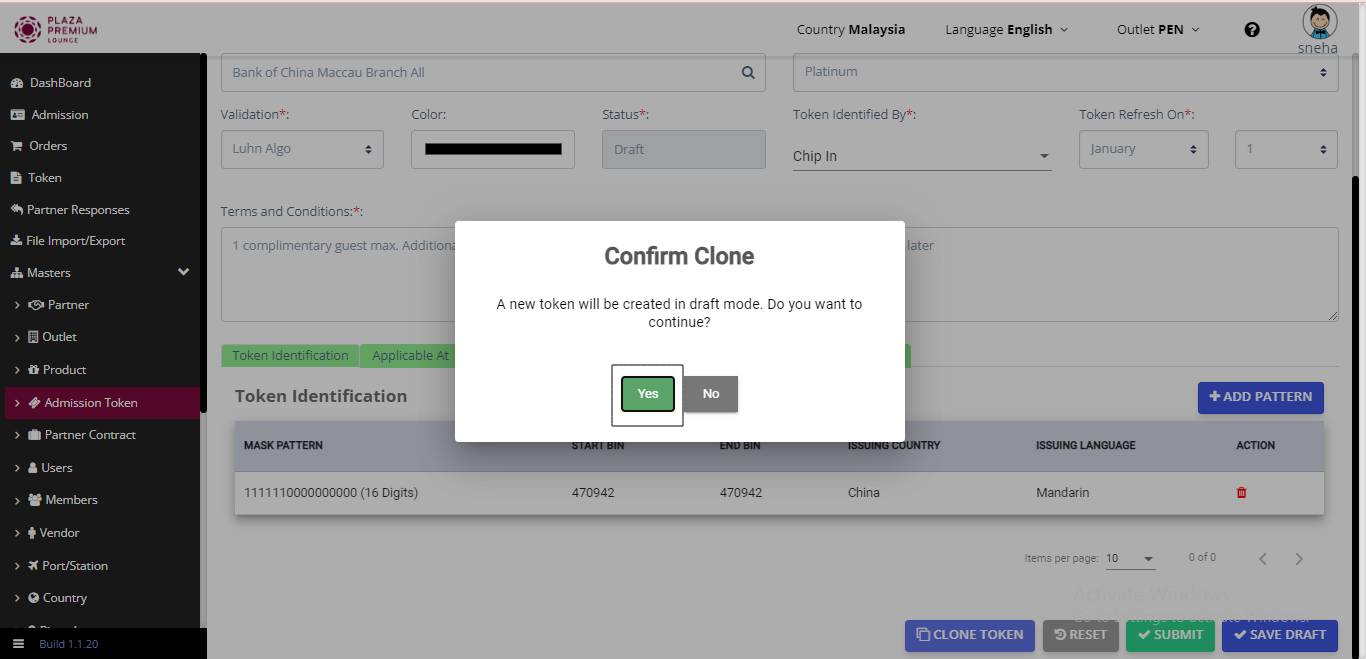 PLAZA
PREMIUM
LOUNGE
Country Malaysia
Language English
Outlet PEN
sneha
DashBoard
Admission
Orders
Token
Partner Responses
File Import/Export
Masters
Partner
Outlet
Product
Admission Token
Partner Contract
Users
Members
Vendor
Port/Station
Country
Build 1.1.20
Bank of China Maccau Branch All
Platinum
Validation*:
Color:
Status*:
Token Identified By*:
Token Refresh On*:
Luhn Algo
Draft
Chip In
January
1
Terms and Conditions:*:
1 complimentary guest max. Additiona
later
Confirm Clone
A new token will be created in draft mode. Do you want to
continue?
Yes
No
Token Identification
Applicable At
Token Identification
ADD PATTERN
MASK PATTERN
START BIN
END BIN
ISSUING COUNTRY
ISSUING LANGUAGE
ACTION
1111110000000000 (16 Digits)
470942
470942
China
Mandarin
Items per page:
10
0 of 0
Activate Windows
Go to Settings to activate Windows.
CLONE TOKEN
RESET
SUBMIT
SAVE DRAFT